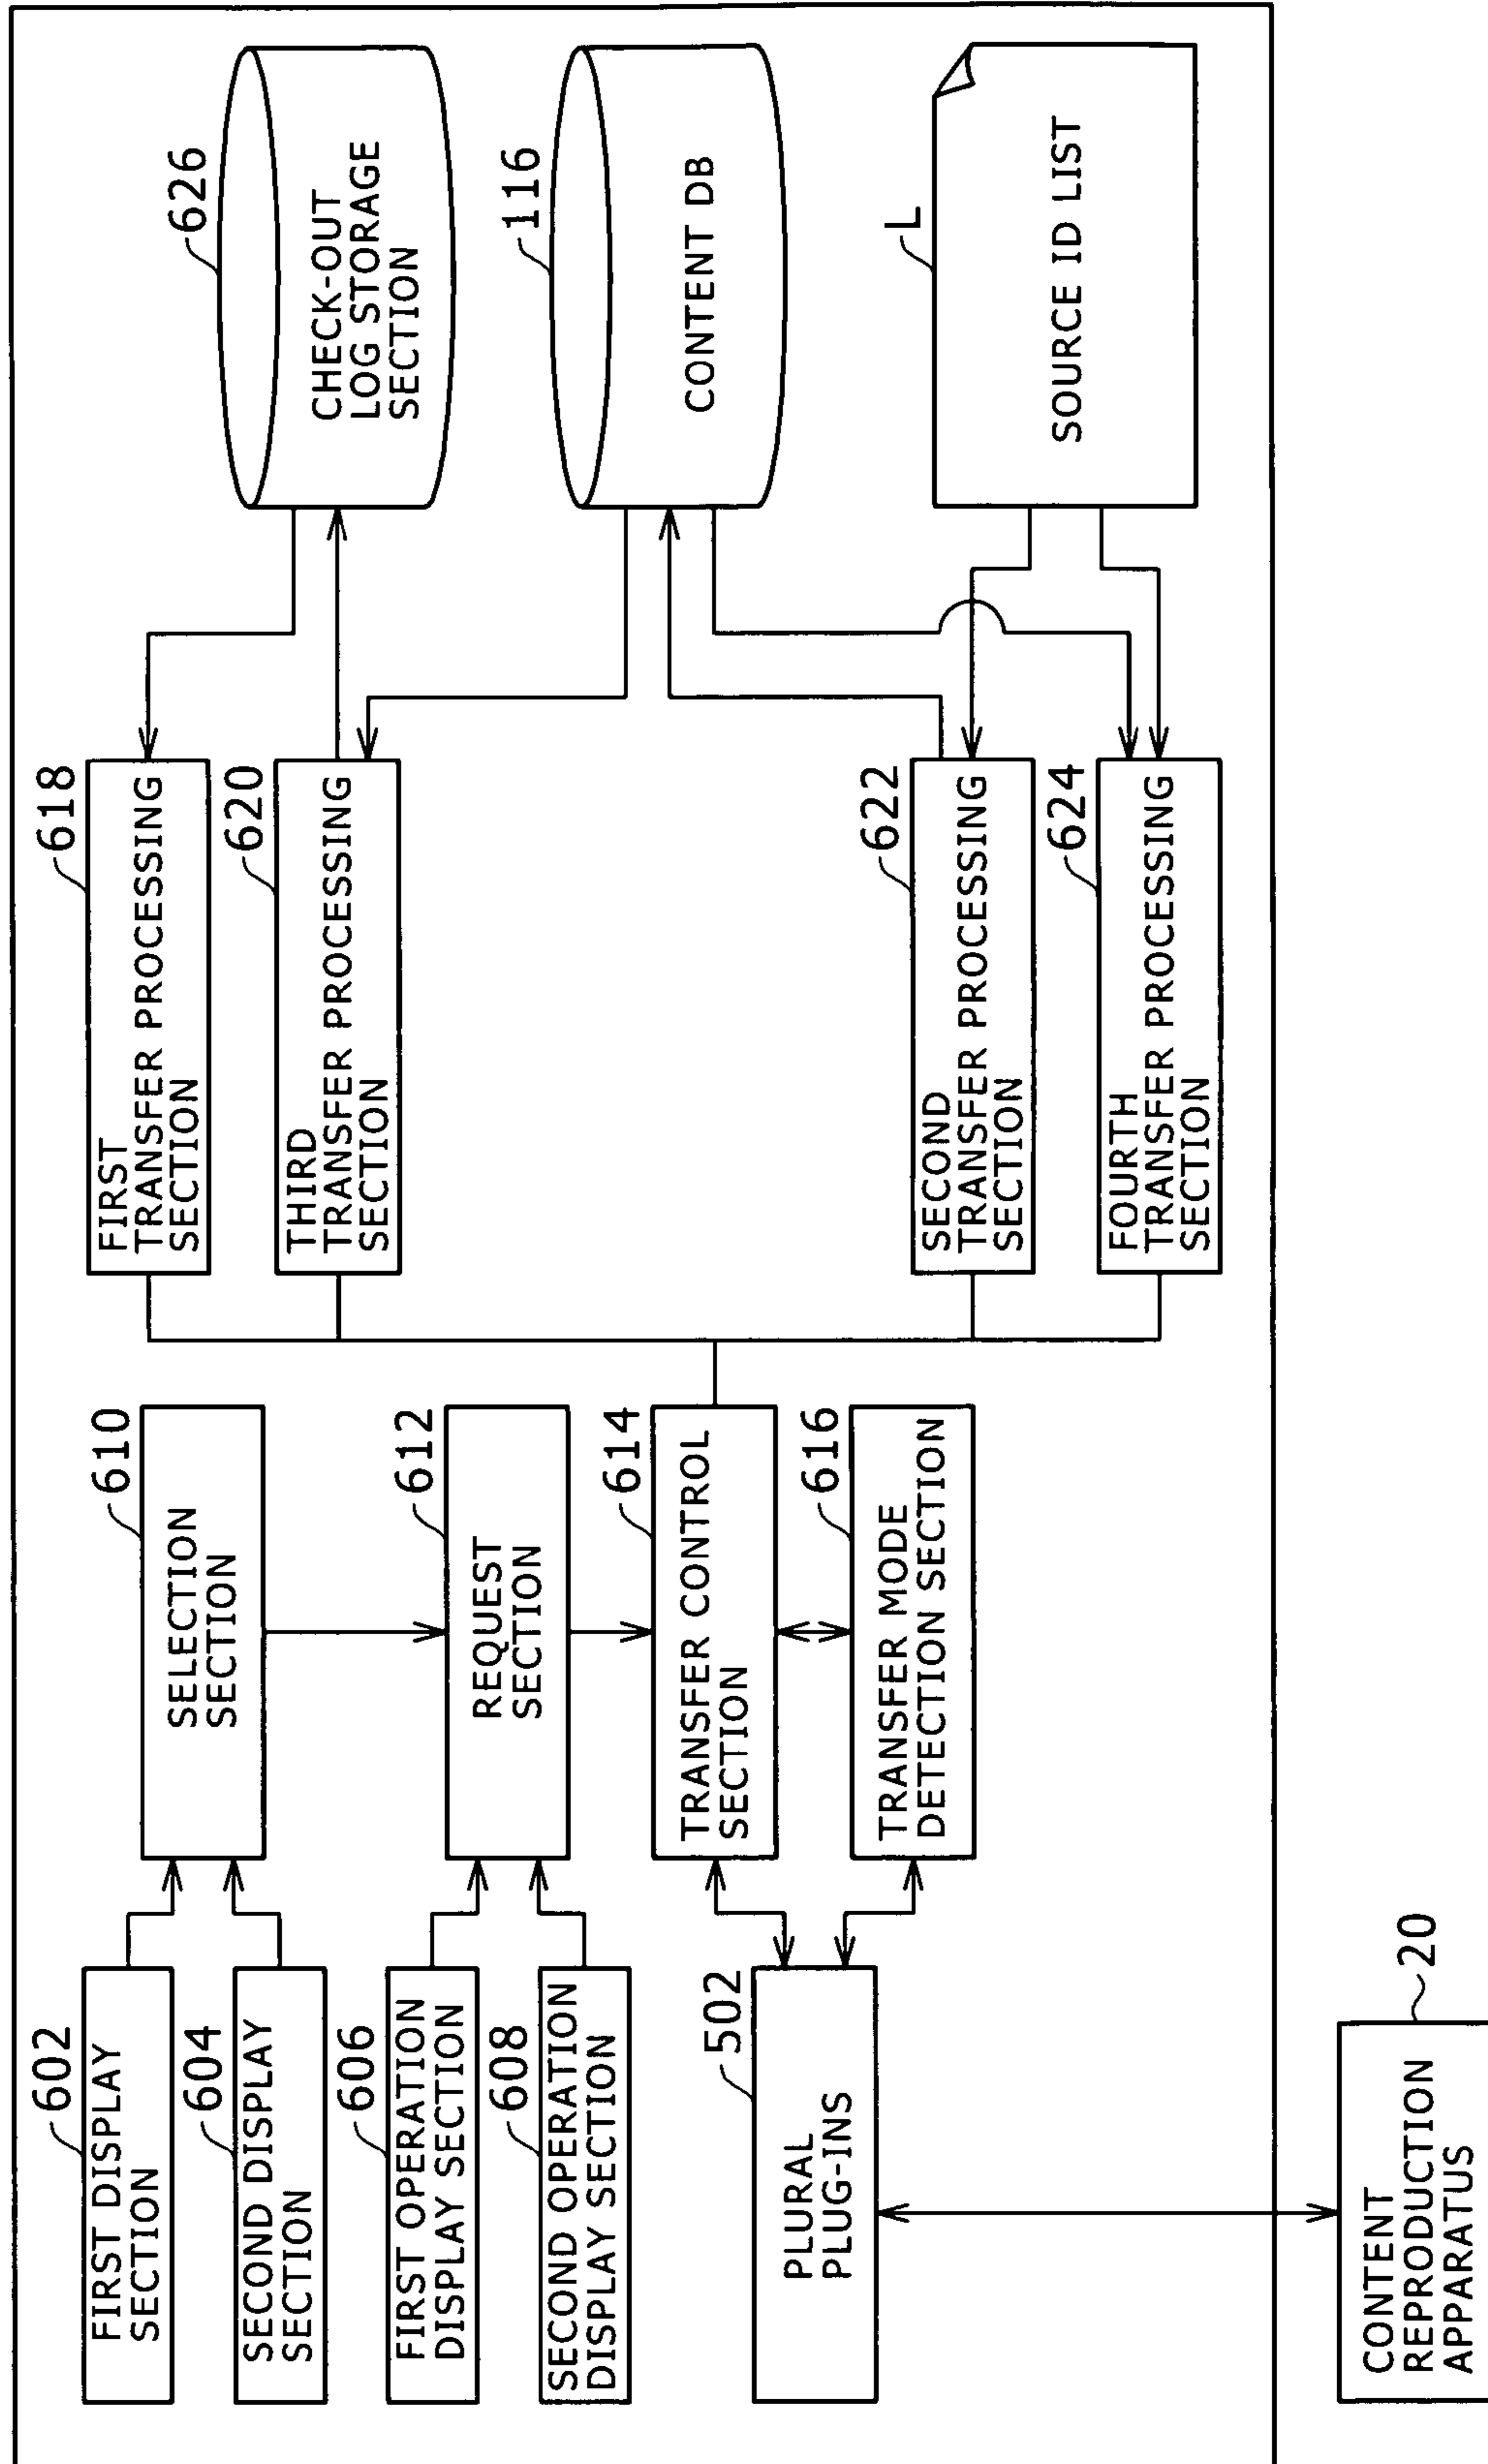 602
FIRST DISPLAY
SECTION
604
SECOND DISPLAY
SECTION
606
FIRST OPERATION
DISPLAY SECTION
608
SECOND OPERATION
DISPLAY SECTION
502
PLURAL
PLUG-INS
20
CONTENT
REPRODUCTION
APPARATUS
610
SELECTION
SECTION
612
REQUEST
SECTION
614
TRANSFER CONTROL
SECTION
616
TRANSFER MODE
DETECTION SECTION
618
FIRST
TRANSFER PROCESSING
SECTION
620
THIRD
TRANSFER PROCESSING
SECTION
622
SECOND
TRANSFER PROCESSING
SECTION
624
FOURTH
TRANSFER PROCESSING
SECTION
626
CHECK-OUT
LOG STORAGE
SECTION
116
CONTENT DB
L
SOURCE ID LIST